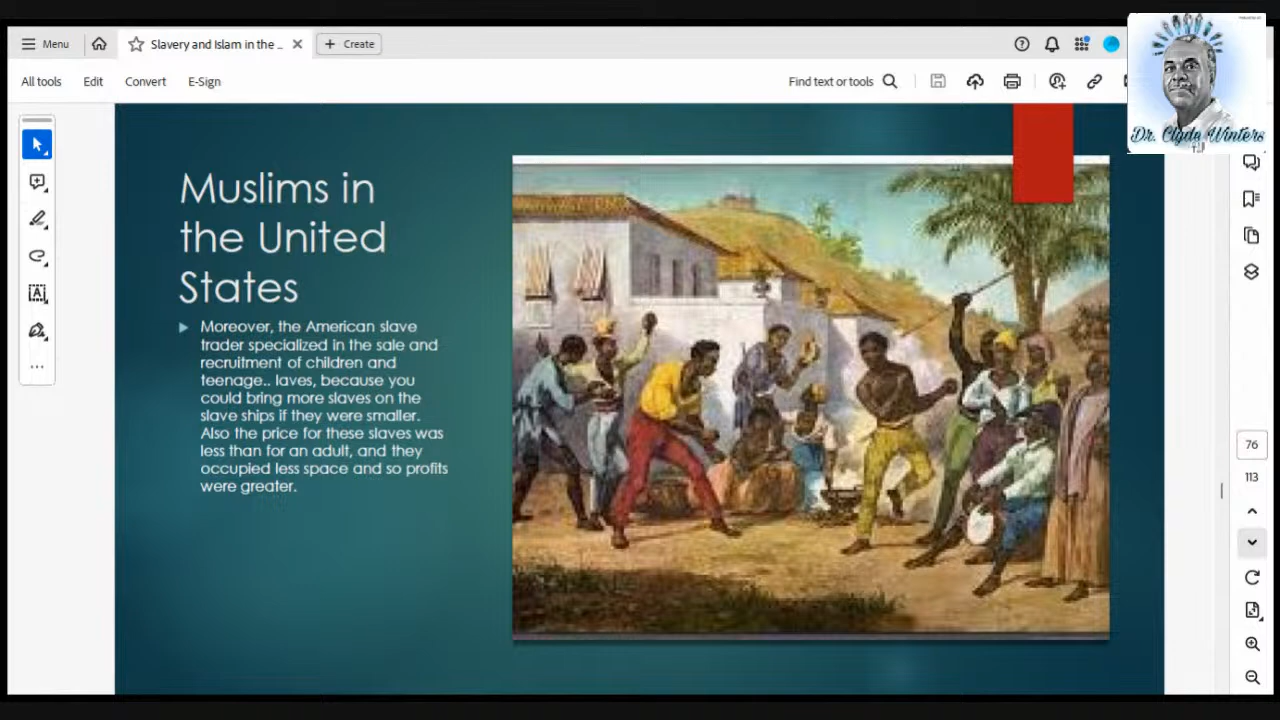 Menu
Slavery and Islam in the ..
Create
All tools
Edit
Convert
E-Sign
Find text or tools
Dr. Clyde Winters
Muslims in
the United
States
Moreover, the American slave
trader specialized in the sale and
recruitment of children and
teenage.. laves, because you
could bring more slaves on the
slave ships if they were smaller.
Also the price for these slaves was
less than for an adult, and they
occupied less space and so profits
were greater.
76
113